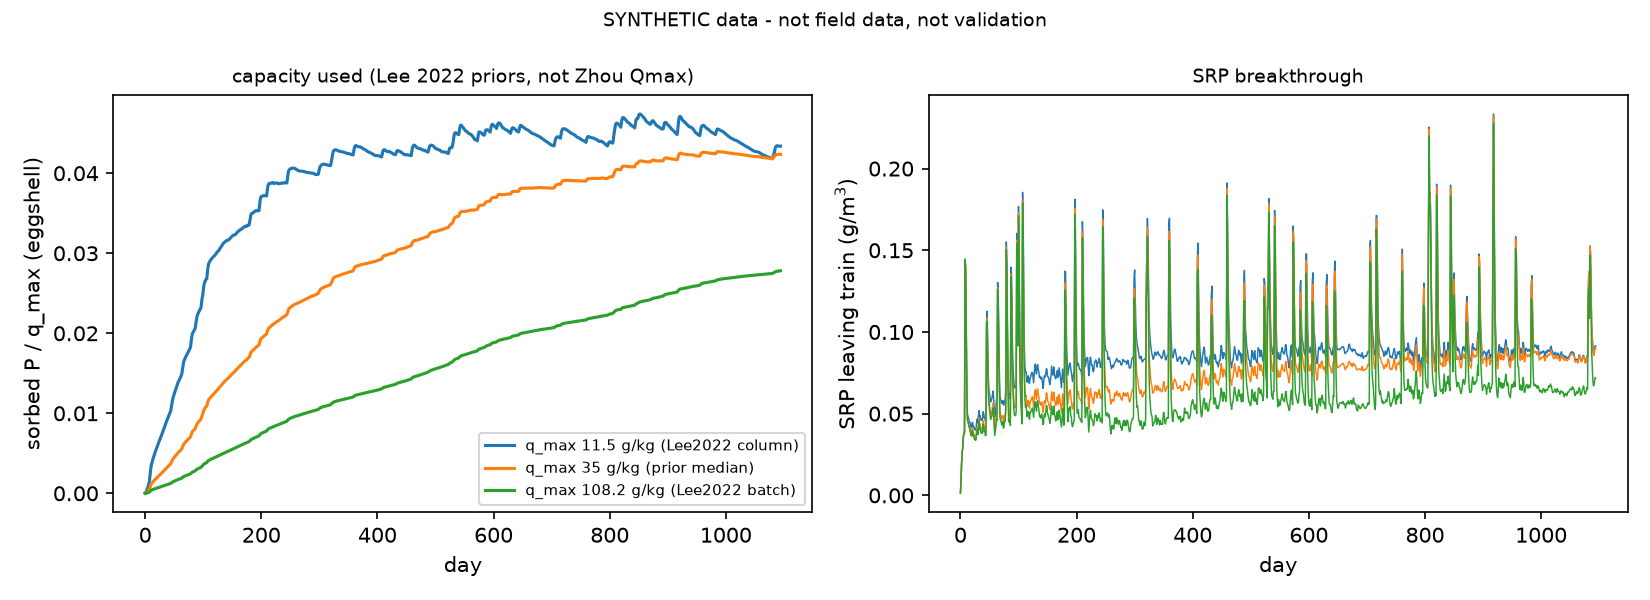 SYNTHETIC data - not field data, not validation
capacity used (Lee 2022 priors, not Zhou Qmax)
sorbed P / q_max (eggshell)
0.04
0.03
0.02
0.01
0.00
q_max 11.5 g/kg (Lee2022 column)
q_max 35 g/kg (prior median)
q_max 108.2 g/kg (Lee2022 batch)
0 200 400 600 800 1000
day
SRP breakthrough
SRP leaving train (g/m³)
0.20
0.15
0.10
0.05
0.00
0 200 400 600 800 1000
day